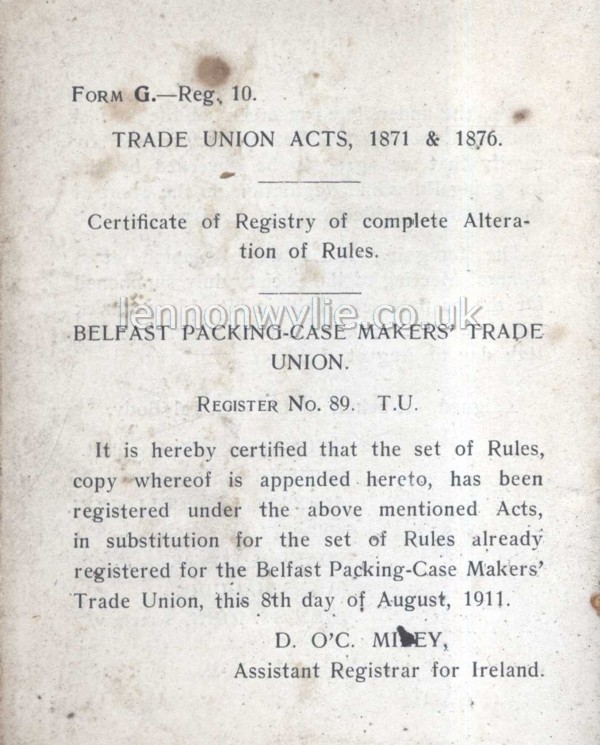 FORM G.—Reg. 10.
TRADE UNION ACTS, 1871 & 1876.
Certificate of Registry of complete Altera-
tion of Rules.
lennonwylie.co.uk
BELFAST PACKING-CASE MAKERS' TRADE
UNION.
REGISTER No. 89. T.U.
It is hereby certified that the set of Rules,
copy whereof is appended hereto, has been
registered under the above mentioned Acts,
in substitution for the set of Rules already
registered for the Belfast Packing-Case Makers'
Trade Union, this 8th day of August, 1911.
D. O'C.
Assistant Registrar for Ireland.